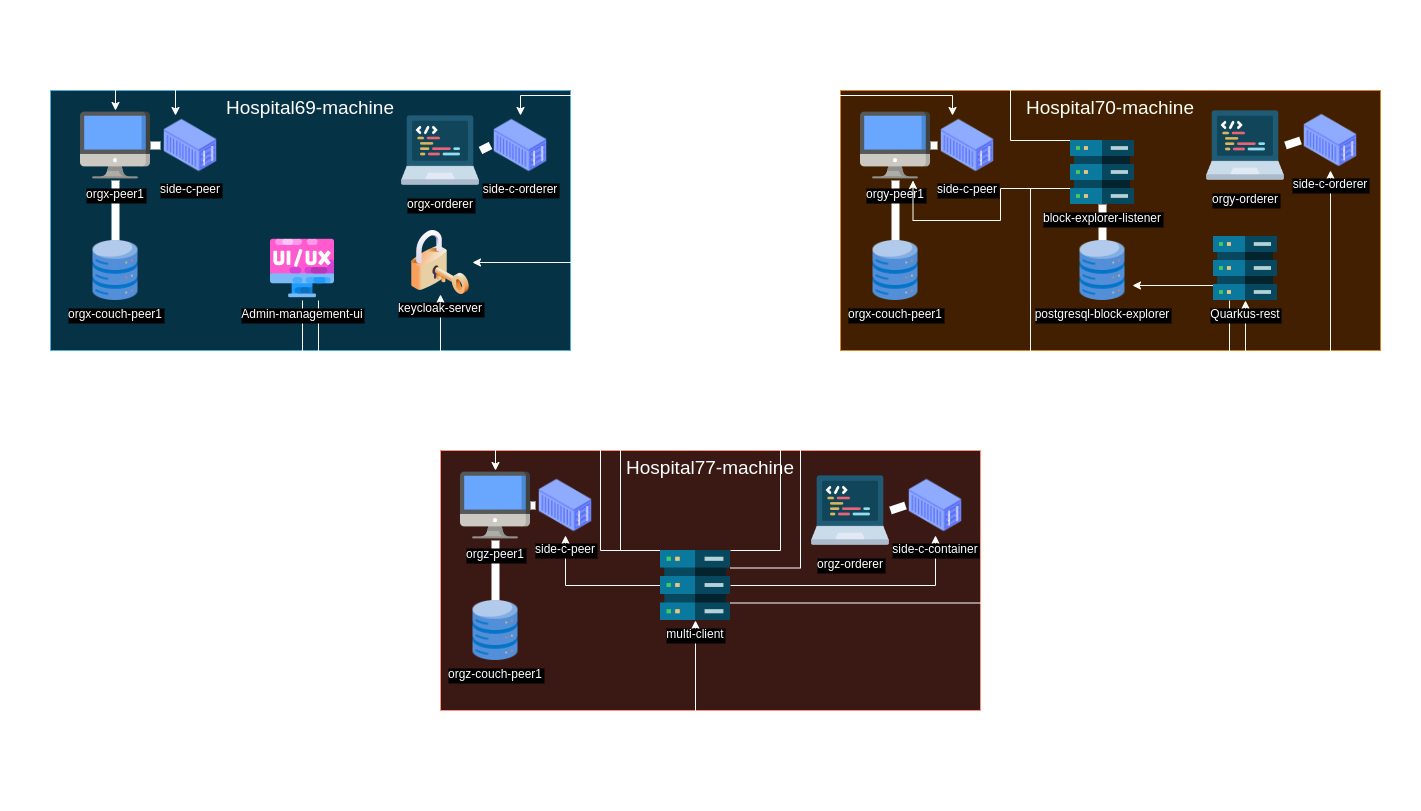 Hospital69-machine
orgx-peer1
side-c-peer
</>
orgx-orderer
side-c-orderer
orgx-couch-peer1
UI/UX
Admin-management-ui
keycloak-server
Hospital70-machine
orgy-peer1
side-c-peer
block-explorer-listener
</>
orgy-orderer
side-c-orderer
orgx-couch-peer1
postgresql-block-explorer
Quarkus-rest
Hospital77-machine
orgz-peer1
side-c-peer
</>
orgz-orderer
side-c-container
multi-client
orgz-couch-peer1